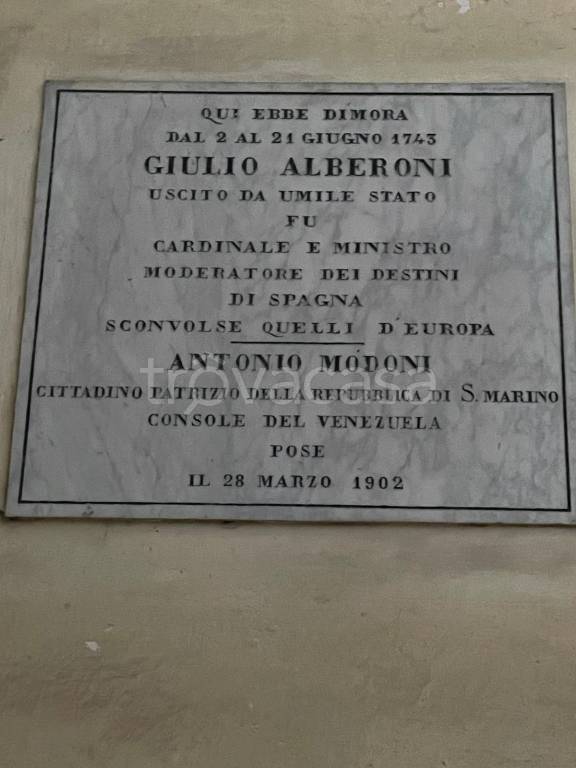 QUI EBBE DIMORA
DAL 2 AL 21 GIUGNO 1743
GIULIO ALBERONI
USCITO DA UMILE STATO
FU
CARDINALE E MINISTRO
MODERATORE DEI DESTINI
DI SPAGNA
SCONVOLSE QUELLI D'EUROPA
ANTONIO MÒDONI
trovacasa
CITTADINO PATRIZIO DELLA REPUBBLICA DI S. MARINO
CONSOLE DEL VENEZUELA
POSE
IL 28 MARZO 1902